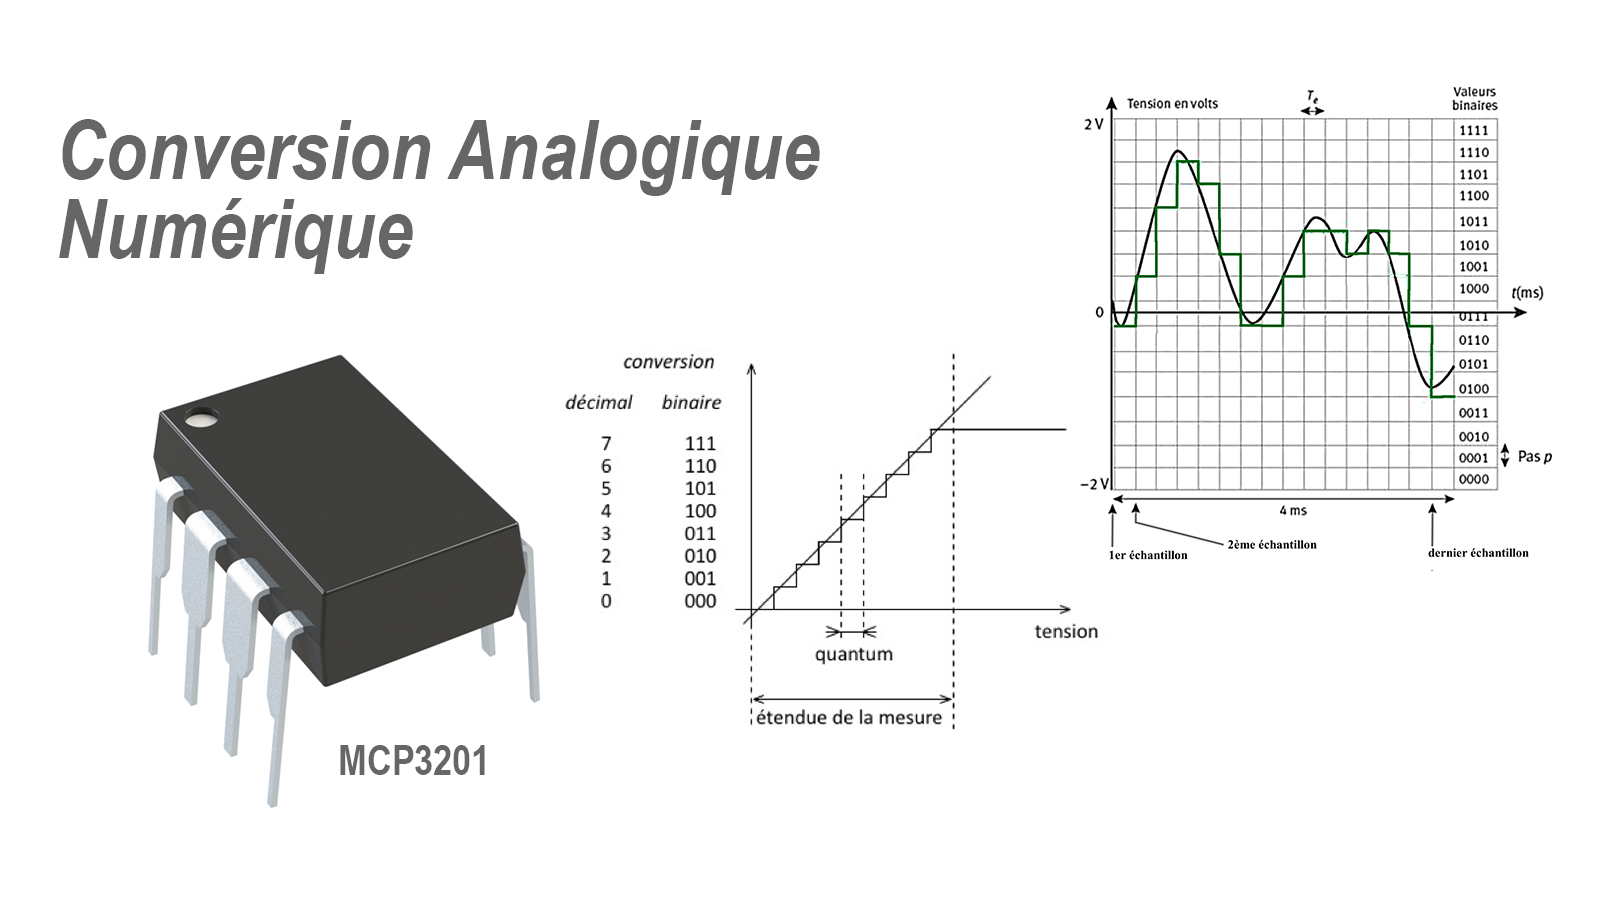 Conversion Analogique
Numérique
MCP3201
conversion
décimal binaire
7 111
6 110
5 101
4 100
3 011
2 010
1 001
0 000
tension
quantum
étendue de la mesure
Tension en volts
Te
Valeurs
binaires
2 V
1111
1110
1101
1100
1011
1010
1001
1000
t(ms)
0
0111
0110
0101
0100
0011
0010
0001
Pas p
0000
−2 V
4 ms
1er échantillon
2ème échantillon
dernier échantillon